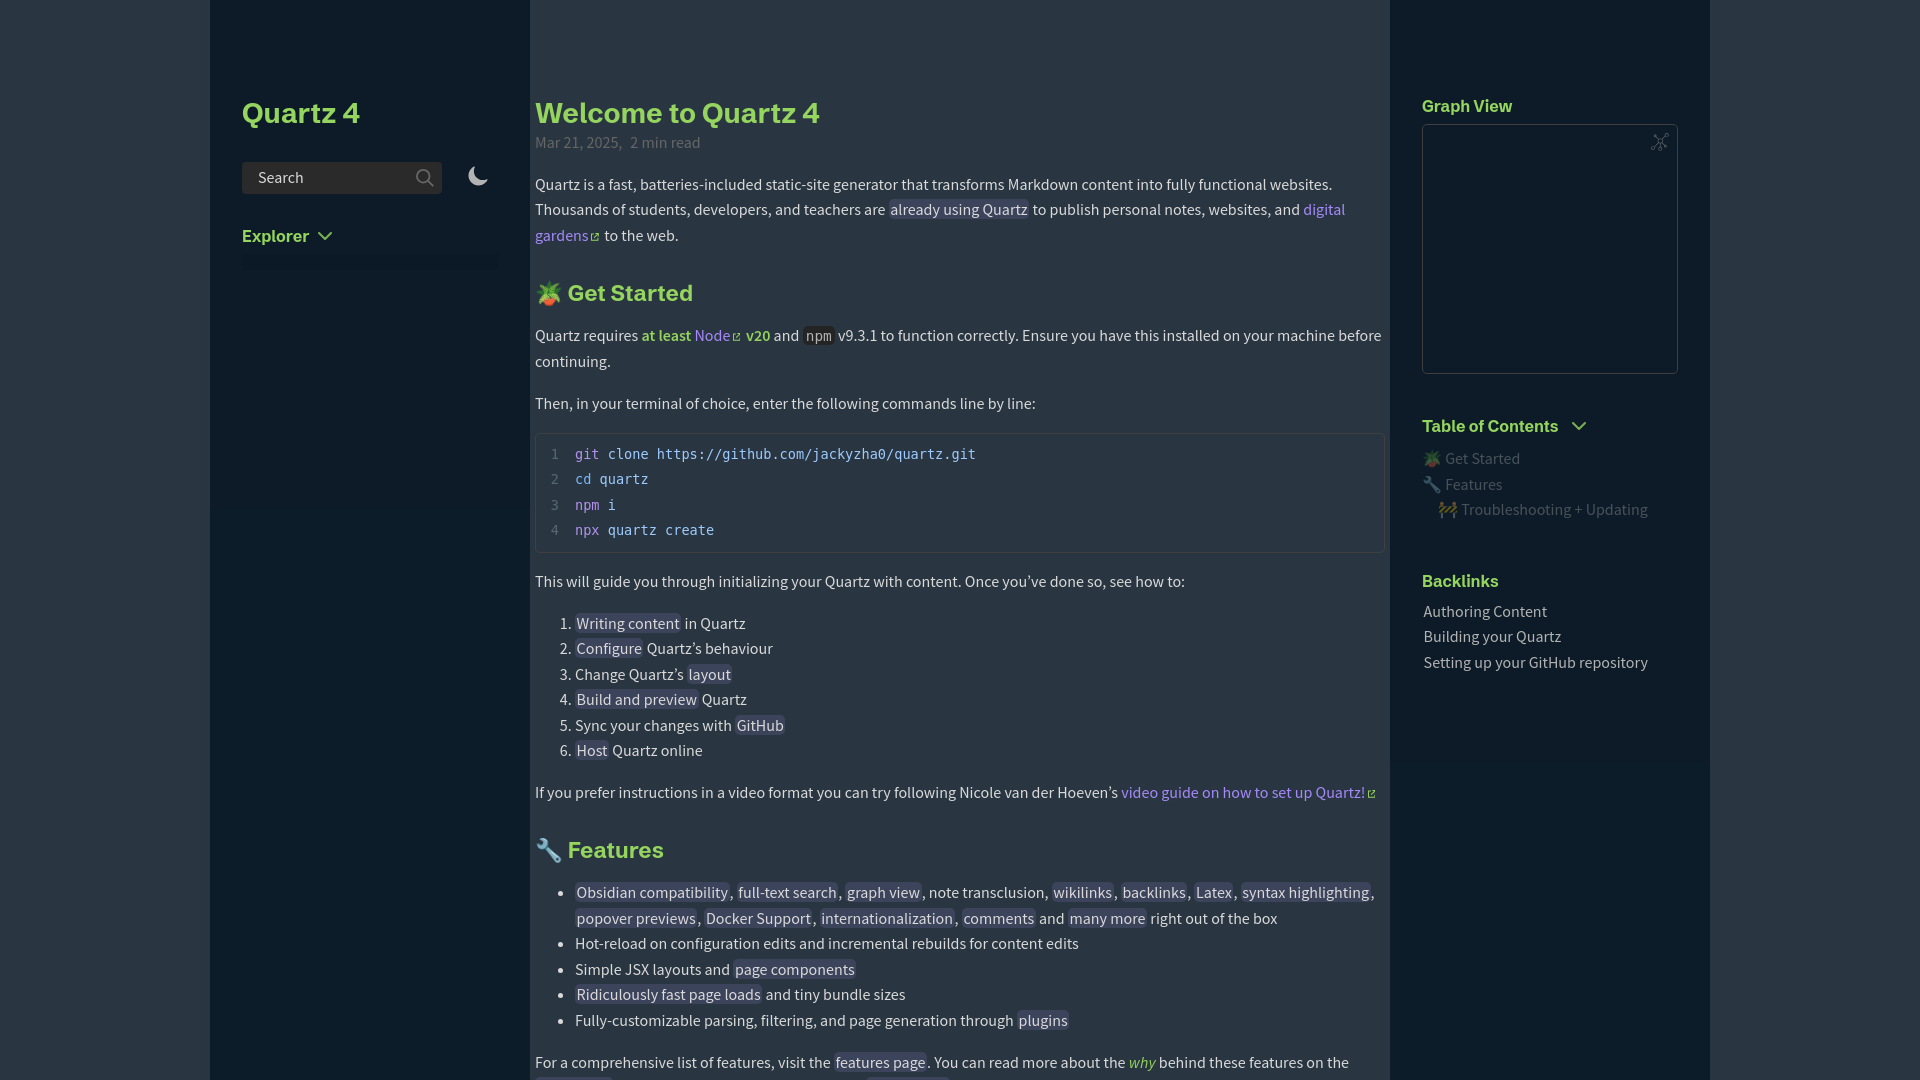 Quartz 4
Search
Explorer
Welcome to Quartz 4
Mar 21, 2025, 2 min read
Quartz is a fast, batteries-included static-site generator that transforms Markdown content into fully functional websites.
Thousands of students, developers, and teachers are already using Quartz to publish personal notes, websites, and digital
gardens to the web.
🪴 Get Started
Quartz requires at least Node v20 and npm v9.3.1 to function correctly. Ensure you have this installed on your machine before
continuing.
Then, in your terminal of choice, enter the following commands line by line:
1 git clone https://github.com/jackyzha0/quartz.git
2 cd quartz
3 npm i
4 npx quartz create
This will guide you through initializing your Quartz with content. Once you’ve done so, see how to:
1. Writing content in Quartz
2. Configure Quartz’s behaviour
3. Change Quartz’s layout
4. Build and preview Quartz
5. Sync your changes with GitHub
6. Host Quartz online
If you prefer instructions in a video format you can try following Nicole van der Hoeven’s video guide on how to set up Quartz!
🔧 Features
• Obsidian compatibility, full-text search, graph view, note transclusion, wikilinks, backlinks, Latex, syntax highlighting,
popover previews, Docker Support, internationalization, comments and many more right out of the box
• Hot-reload on configuration edits and incremental rebuilds for content edits
• Simple JSX layouts and page components
• Ridiculously fast page loads and tiny bundle sizes
• Fully-customizable parsing, filtering, and page generation through plugins
For a comprehensive list of features, visit the features page. You can read more about the why behind these features on the
Graph View
Table of Contents
🪴 Get Started
🔧 Features
🚧 Troubleshooting + Updating
Backlinks
Authoring Content
Building your Quartz
Setting up your GitHub repository